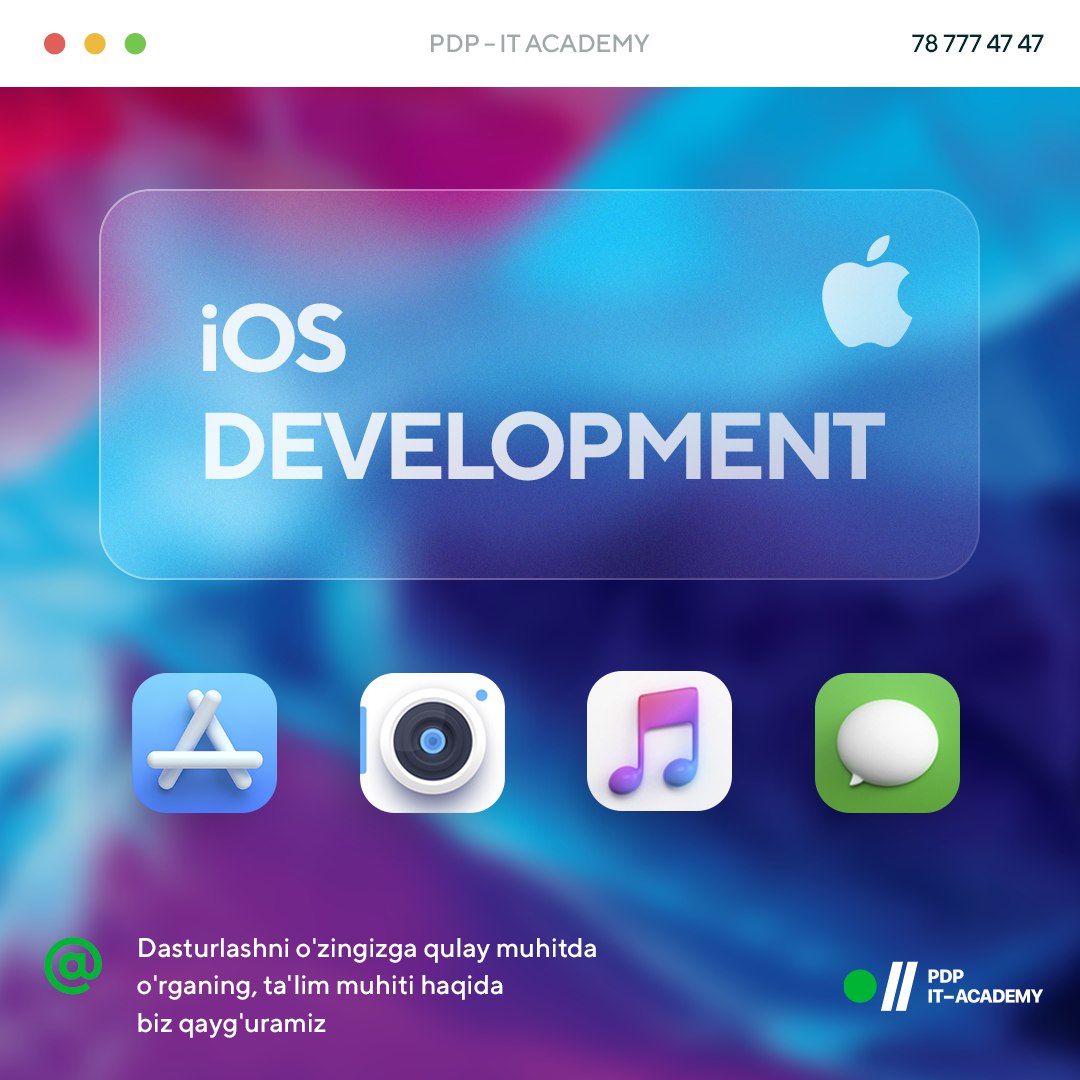 PDP - IT ACADEMY
78 777 47 47
iOS
DEVELOPMENT
@
Dasturlashni o'zingizga qulay muhitda
o'rganing, ta'lim muhiti haqida
biz qayg'uramiz
PDP
IT-ACADEMY